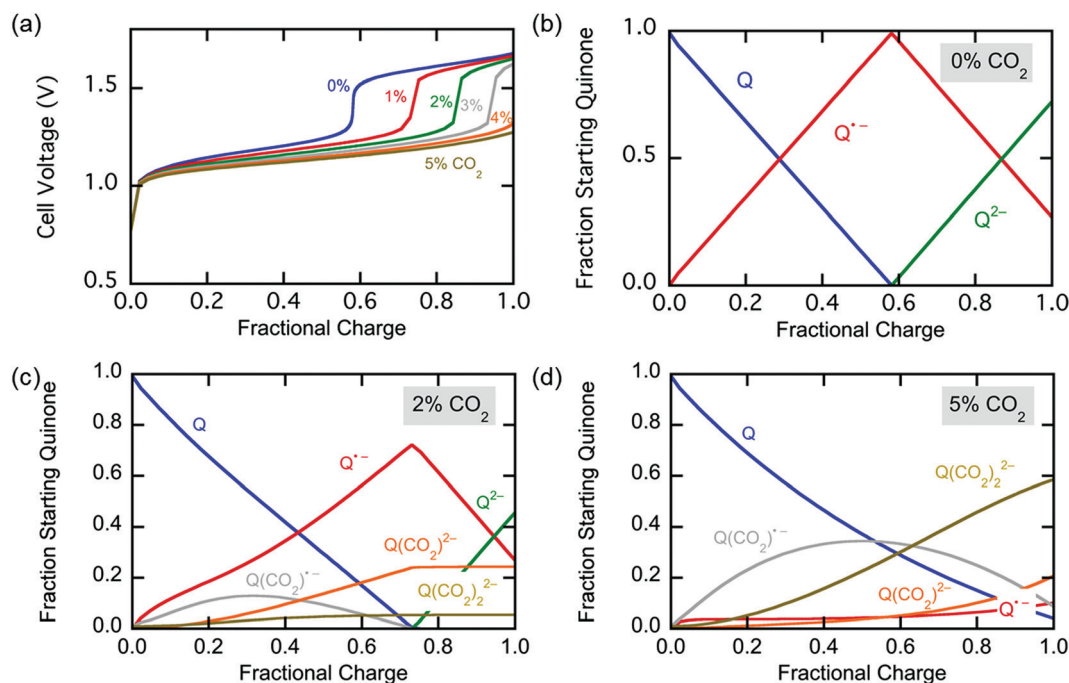 (a)
Cell Voltage (V)
1.5
1.0
0.5
0%
1%
2%
3%
4%
5% CO₂
0.0 0.2 0.4 0.6 0.8 1.0
Fractional Charge
(b)
Fraction Starting Quinone
1.0
0.5
0.0
0% CO₂
Q
Q•−
Q²⁻
0.0 0.2 0.4 0.6 0.8 1.0
Fractional Charge
(c)
Fraction Starting Quinone
1.0
0.8
0.6
0.4
0.2
0.0
2% CO₂
Q
Q•−
Q²⁻
Q(CO₂)²⁻
Q(CO₂)•−
Q(CO₂)₂²⁻
0.0 0.2 0.4 0.6 0.8 1.0
Fractional Charge
(d)
Fraction Starting Quinone
1.0
0.8
0.6
0.4
0.2
0.0
5% CO₂
Q
Q(CO₂)₂²⁻
Q(CO₂)•−
Q(CO₂)²⁻
Q•−
0.0 0.2 0.4 0.6 0.8 1.0
Fractional Charge